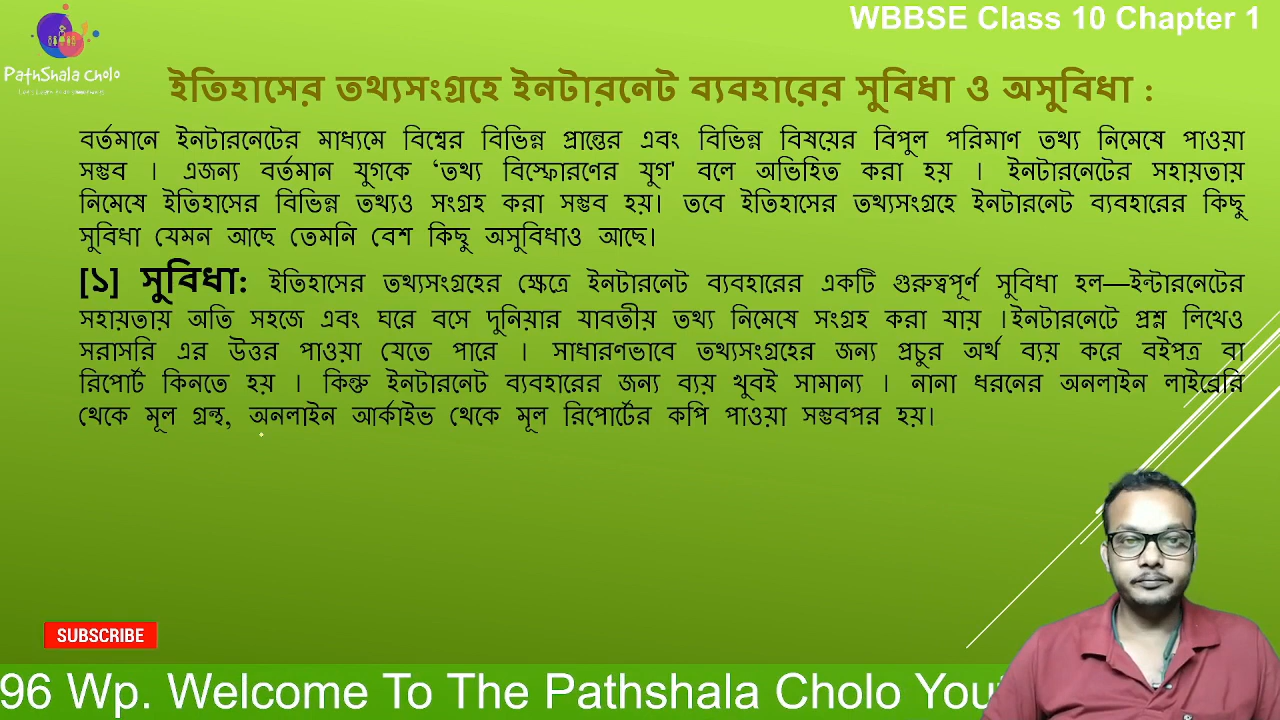 WBBSE Class 10 Chapter 1
PathShala Cholo
ইতিহাসের তথ্যসংগ্রহে ইনটারনেট ব্যবহারের সুবিধা ও অসুবিধা :
বর্তমানে ইনটারনেটের মাধ্যমে বিশ্বের বিভিন্ন প্রান্তের এবং বিভিন্ন বিষয়ের বিপুল পরিমাণ তথ্য নিমেষে পাওয়া
সম্ভব । এজন্য বর্তমান যুগকে ‘তথ্য বিস্ফোরণের যুগ' বলে অভিহিত করা হয় । ইনটারনেটের সহায়তায়
নিমেষে ইতিহাসের বিভিন্ন তথ্যও সংগ্রহ করা সম্ভব হয়। তবে ইতিহাসের তথ্যসংগ্রহে ইনটারনেট ব্যবহারের কিছু
সুবিধা যেমন আছে তেমনি বেশ কিছু অসুবিধাও আছে।
[১] সুবিধা: ইতিহাসের তথ্যসংগ্রহের ক্ষেত্রে ইনটারনেট ব্যবহারের একটি গুরুত্বপূর্ণ সুবিধা হল—ইন্টারনেটের
সহায়তায় অতি সহজে এবং ঘরে বসে দুনিয়ার যাবতীয় তথ্য নিমেষে সংগ্রহ করা যায় ।ইনটারনেটে প্রশ্ন লিখেও
সরাসরি এর উত্তর পাওয়া যেতে পারে । সাধারণভাবে তথ্যসংগ্রহের জন্য প্রচুর অর্থ ব্যয় করে বইপত্র বা
রিপোর্ট কিনতে হয় । কিন্তু ইনটারনেট ব্যবহারের জন্য ব্যয় খুবই সামান্য । নানা ধরনের অনলাইন লাইব্রেরি
থেকে মূল গ্রন্থ, অনলাইন আর্কাইভ থেকে মূল রিপোর্টের কপি পাওয়া সম্ভবপর হয়।
SUBSCRIBE
96 Wp. Welcome To The Pathshala Cholo You